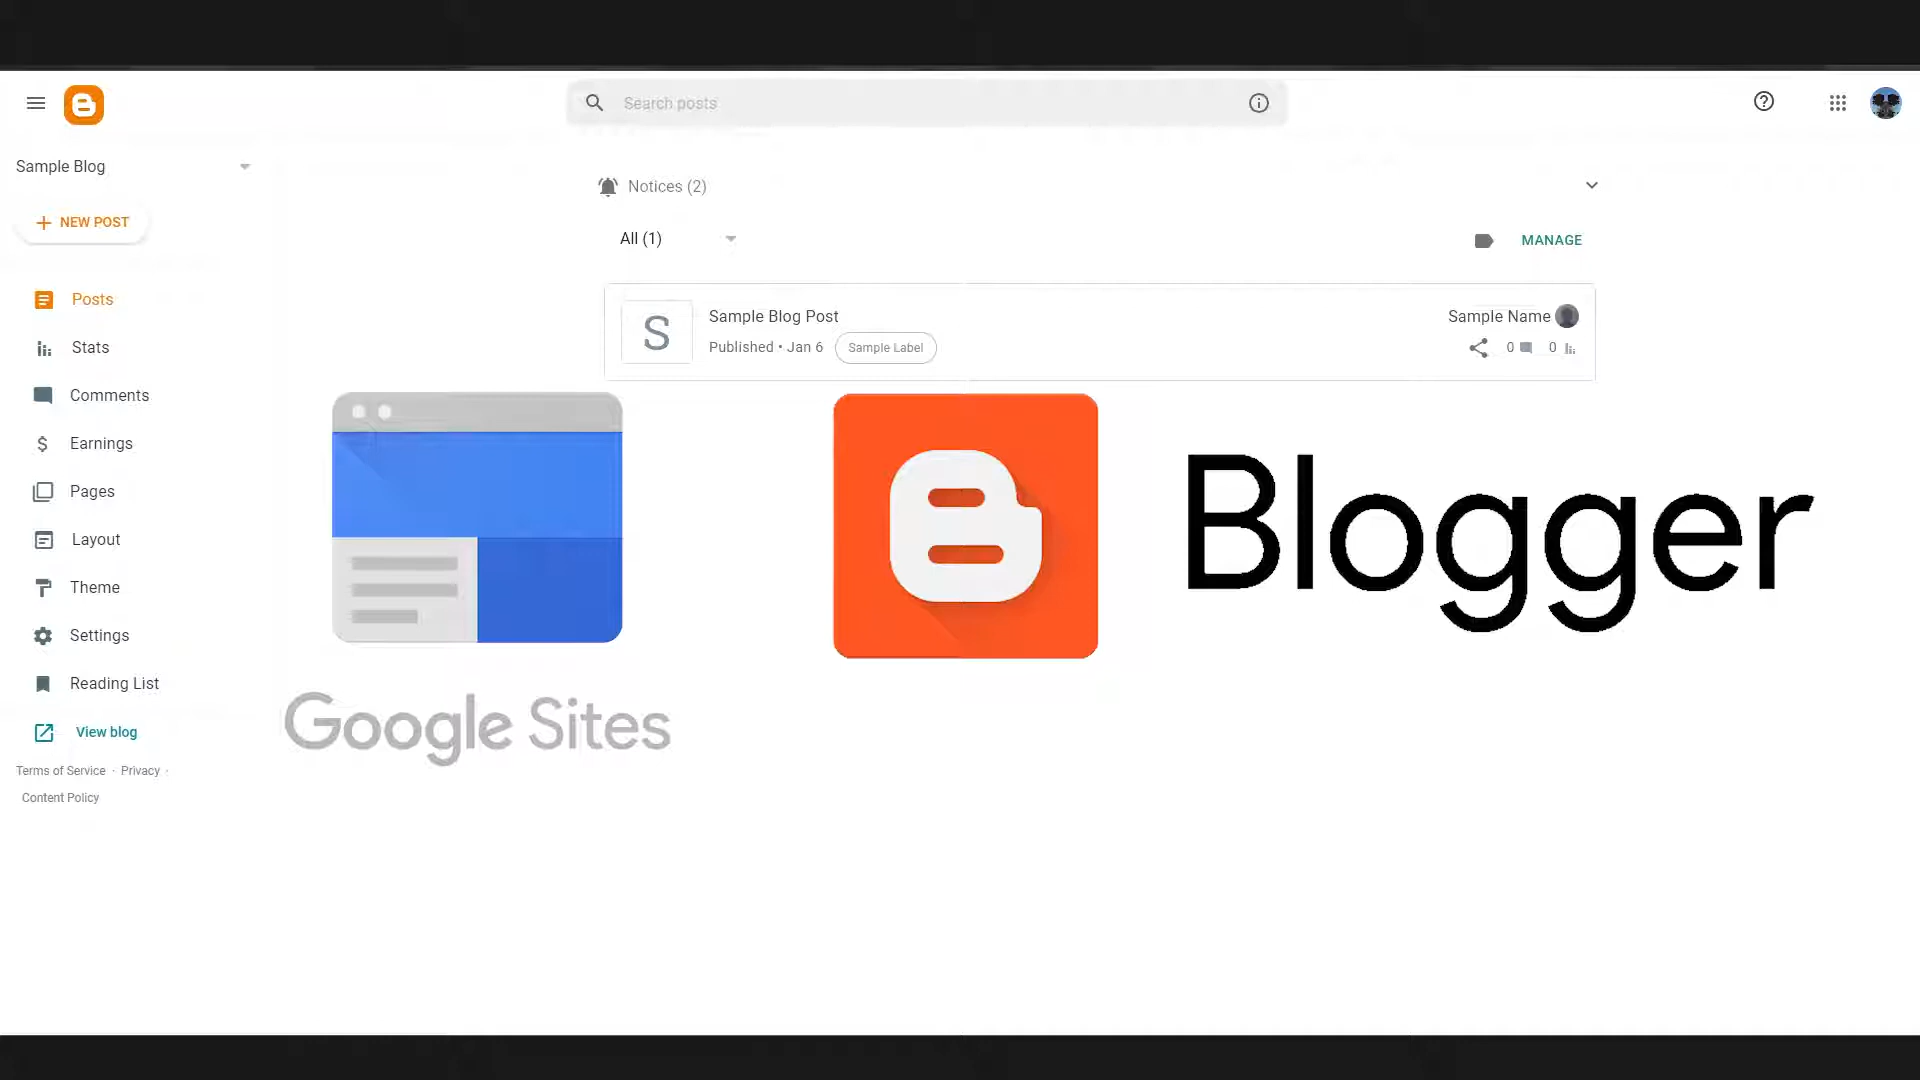 Search posts
Sample Blog
NEW POST
Notices (2)
All (1)
MANAGE
Posts
Stats
Comments
Earnings
Pages
Layout
Theme
Settings
Reading List
View blog
Terms of Service · Privacy ·
Content Policy
S
Sample Blog Post
Published • Jan 6 Sample Label
Sample Name
0 0
Google Sites
Blogger